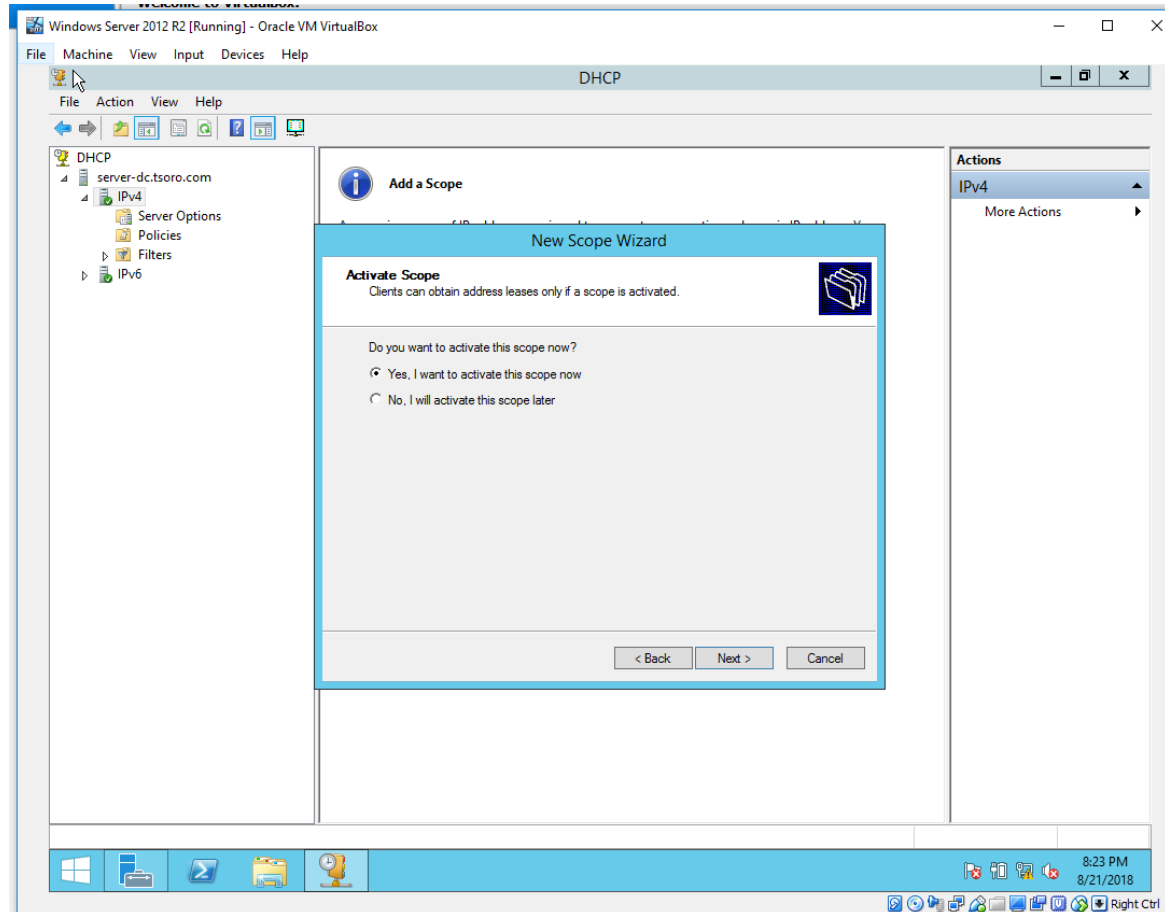 Welcome to VirtualBox!
Windows Server 2012 R2 [Running] - Oracle VM VirtualBox
File Machine View Input Devices Help
DHCP
File Action View Help
DHCP
server-dc.tsoro.com
IPv4
Server Options
Policies
Filters
IPv6
Add a Scope
New Scope Wizard
Activate Scope
Clients can obtain address leases only if a scope is activated.
Do you want to activate this scope now?
Yes, I want to activate this scope now
No, I will activate this scope later
< Back Next > Cancel
Actions
IPv4
More Actions
8:23 PM
8/21/2018
Right Ctrl